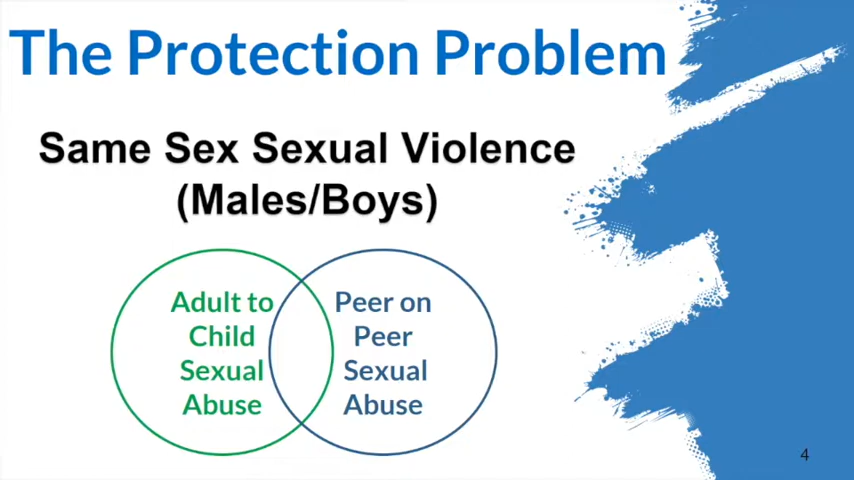 The Protection Problem
Same Sex Sexual Violence
(Males/Boys)
Adult to
Child
Sexual
Abuse
Peer on
Peer
Sexual
Abuse
4